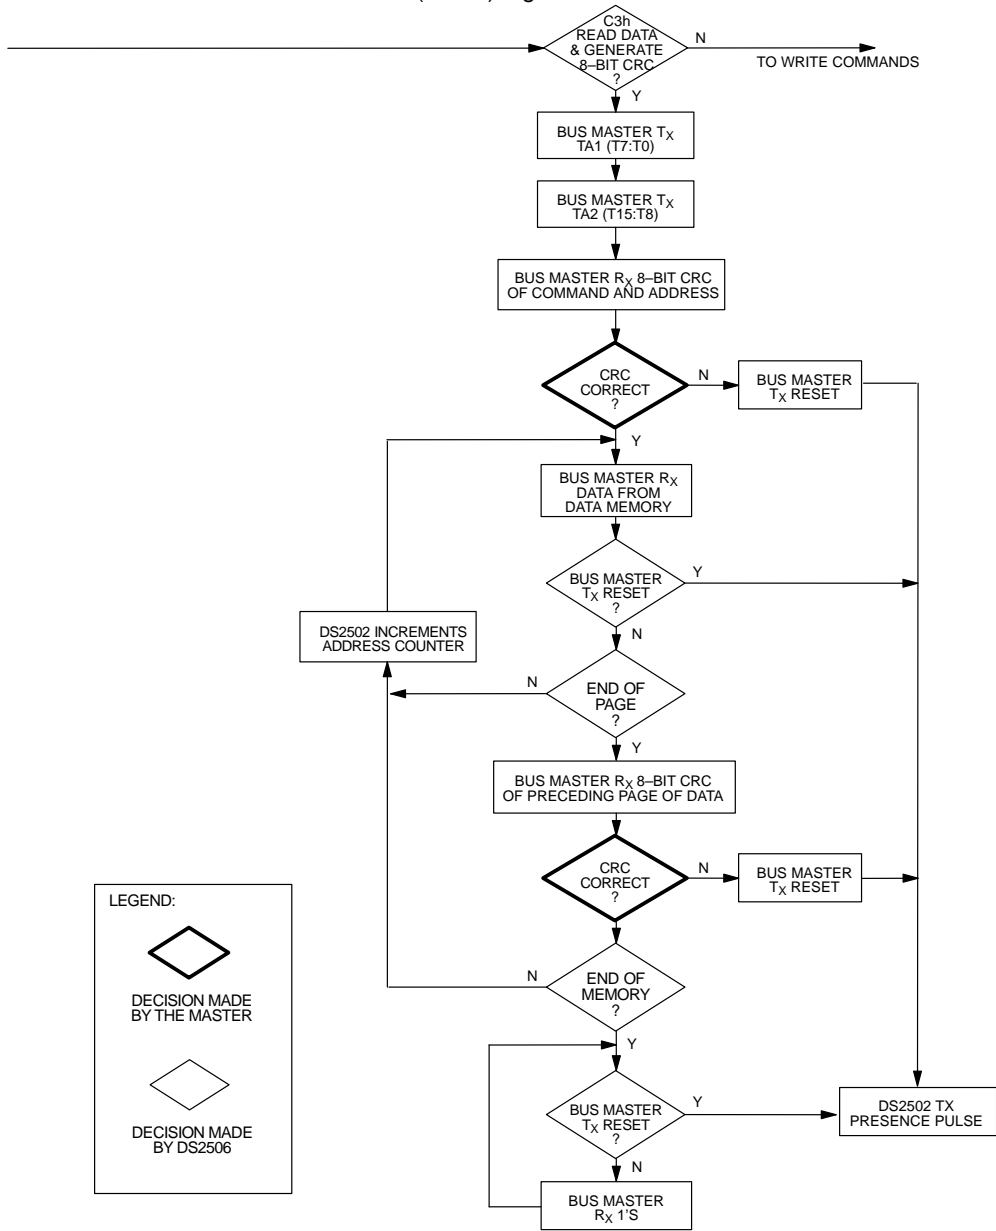 C3h
READ DATA
& GENERATE
8–BIT CRC
?
N
TO WRITE COMMANDS
Y
BUS MASTER TX
TA1 (T7:T0)
BUS MASTER TX
TA2 (T15:T8)
BUS MASTER RX 8–BIT CRC
OF COMMAND AND ADDRESS
CRC
CORRECT
?
N
BUS MASTER
TX RESET
Y
BUS MASTER RX
DATA FROM
DATA MEMORY
BUS MASTER
TX RESET
?
Y
N
DS2502 INCREMENTS
ADDRESS COUNTER
END OF
PAGE
?
N
Y
BUS MASTER RX 8–BIT CRC
OF PRECEDING PAGE OF DATA
CRC
CORRECT
?
N
BUS MASTER
TX RESET
LEGEND:
DECISION MADE
BY THE MASTER
DECISION MADE
BY DS2506
END OF
MEMORY
?
N
Y
BUS MASTER
TX RESET
?
Y
N
DS2502 TX
PRESENCE PULSE
BUS MASTER
RX 1'S